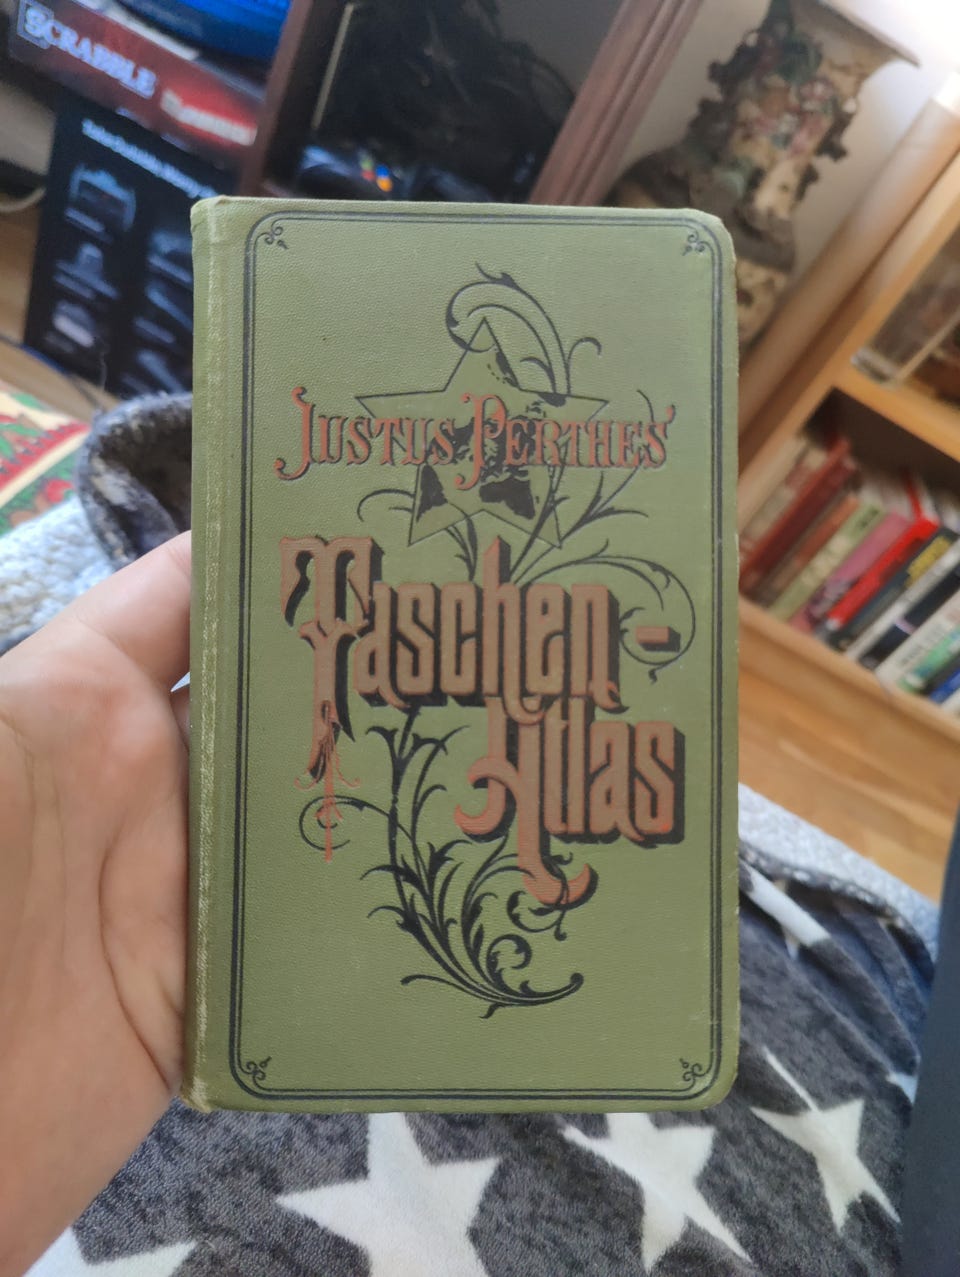 SCRABBLE
JUSTUS PERTHES'
Taschen-
Atlas